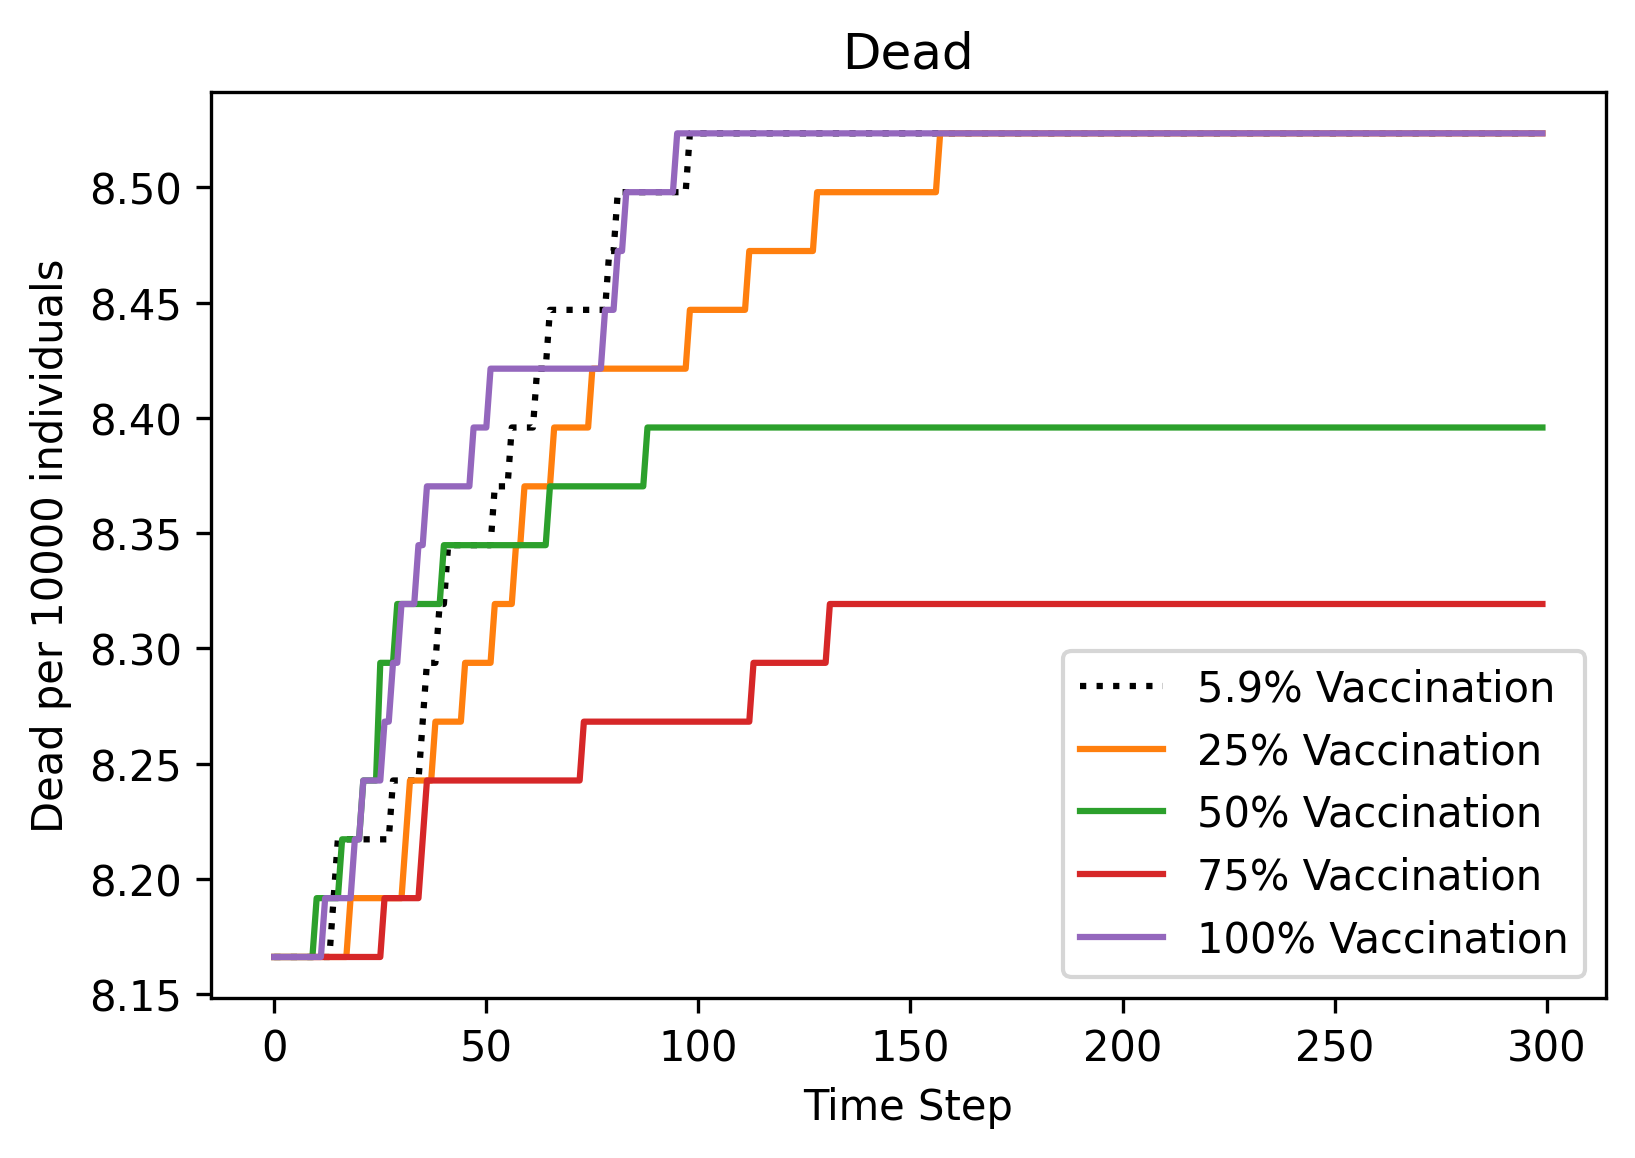 Dead
Dead per 10000 individuals
8.50
8.45
8.40
8.35
8.30
8.25
8.20
8.15
5.9% Vaccination
25% Vaccination
50% Vaccination
75% Vaccination
100% Vaccination
0 50 100 150 200 250 300
Time Step